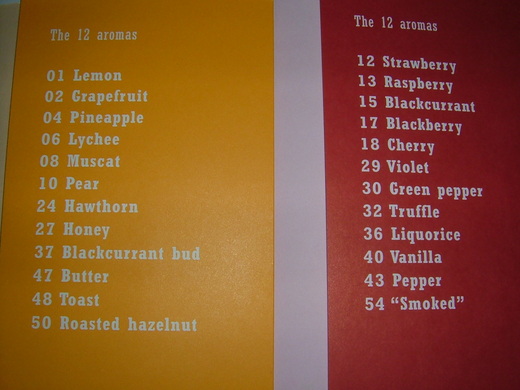 The 12 aromas
01 Lemon
02 Grapefruit
04 Pineapple
06 Lychee
08 Muscat
10 Pear
24 Hawthorn
27 Honey
37 Blackcurrant bud
47 Butter
48 Toast
50 Roasted hazelnut
The 12 aromas
12 Strawberry
13 Raspberry
15 Blackcurrant
17 Blackberry
18 Cherry
29 Violet
30 Green pepper
32 Truffle
36 Liquorice
40 Vanilla
43 Pepper
54 “Smoked”